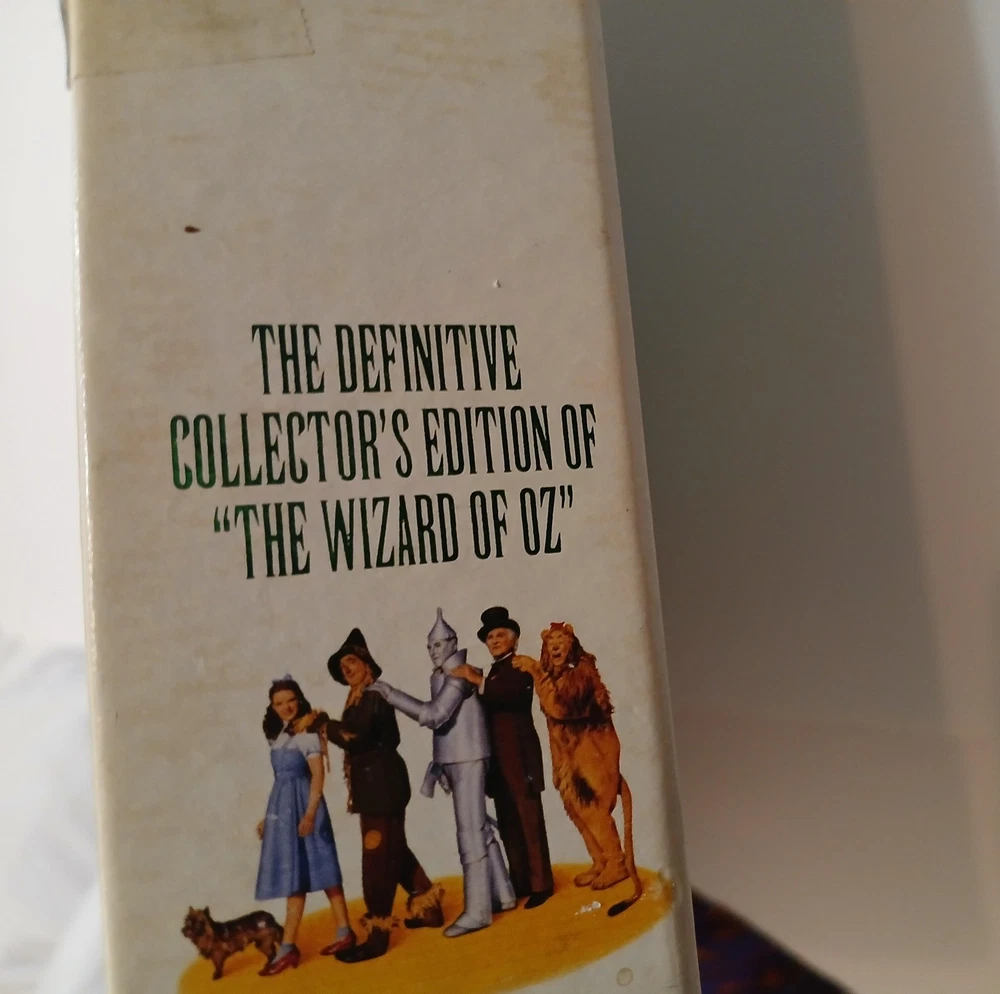 THE DEFINITIVE
COLLECTOR'S EDITION OF
“THE WIZARD OF OZ”